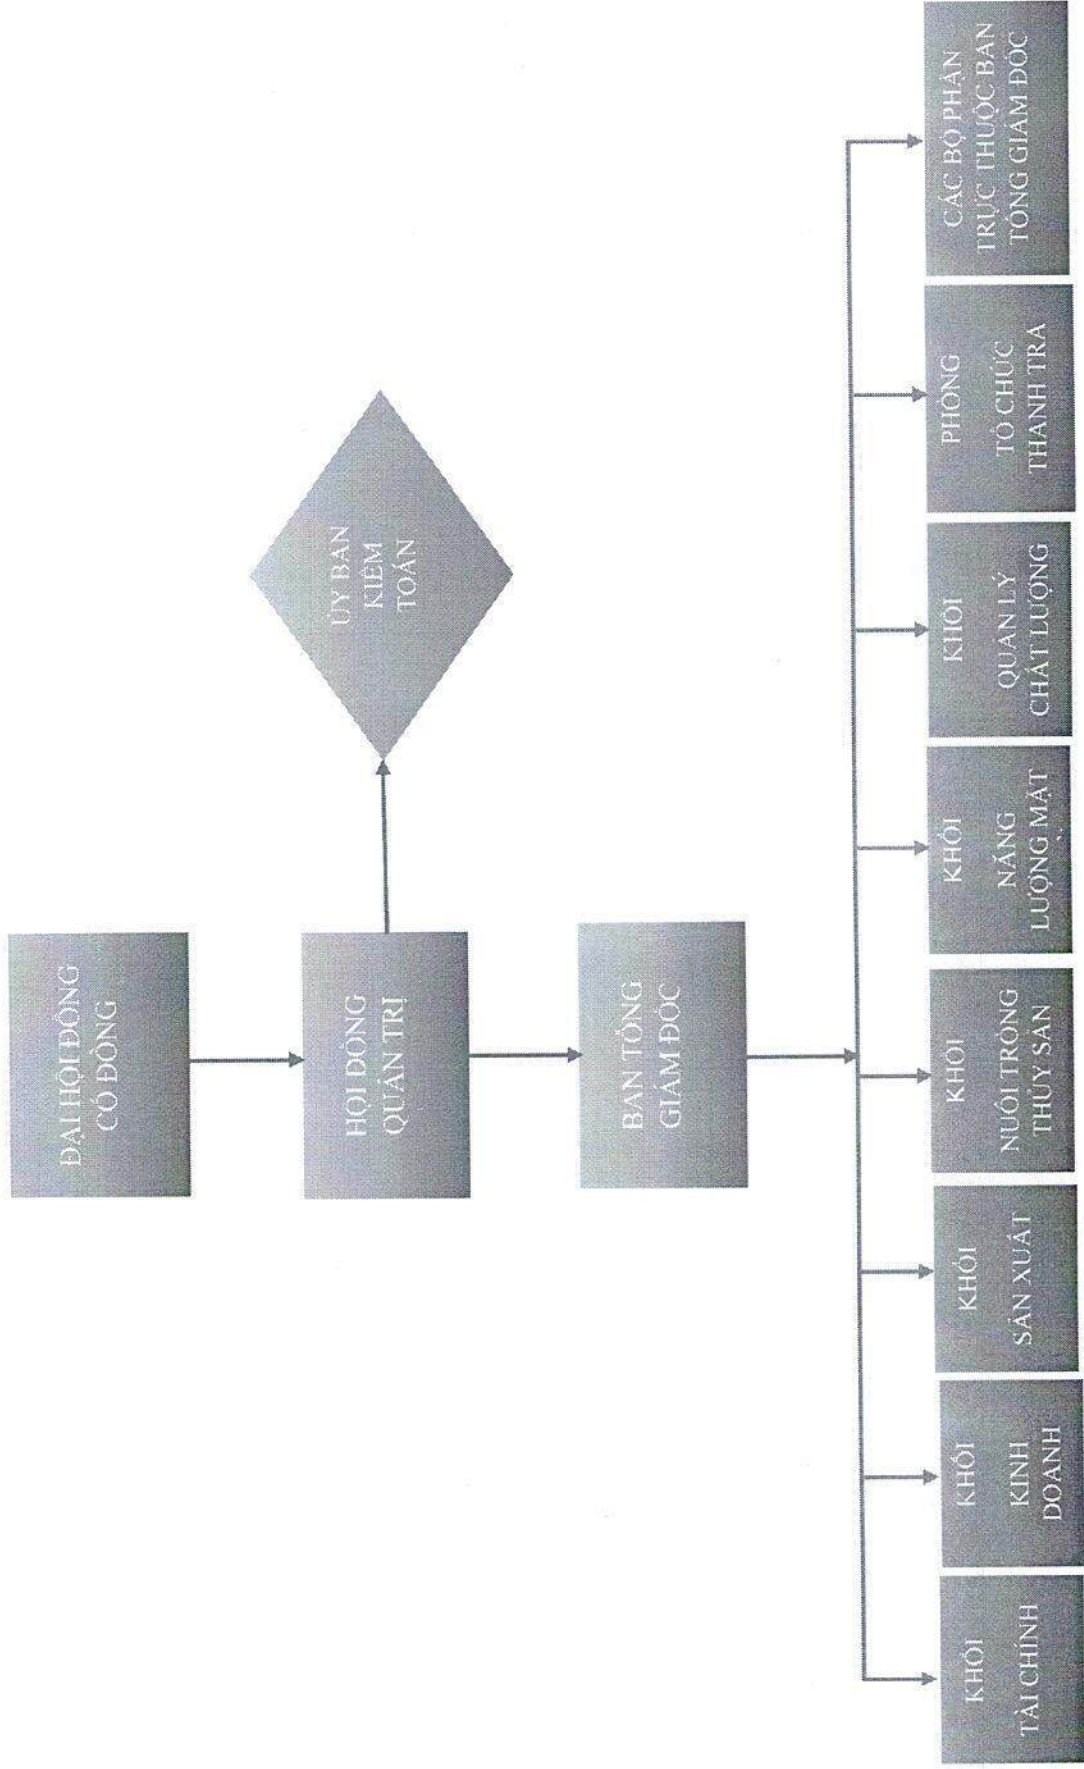 ĐẠI HỘI ĐỒNG
CỔ ĐÔNG
HỘI ĐỒNG
QUẢN TRỊ
ỦY BAN
KIỂM
TOÁN
BAN TỔNG
GIÁM ĐỐC
KHỐI
TÀI CHÍNH
KHỐI
KINH
DOANH
KHỐI
SẢN XUẤT
KHỐI
NUÔI TRỒNG
THỦY SẢN
KHỐI
NĂNG
LƯỢNG MẶT
KHỐI
QUẢN LÝ
CHẤT LƯỢNG
PHÒNG
TỔ CHỨC
THANH TRA
CÁC BỘ PHẬN
TRỰC THUỘC BAN
TỔNG GIÁM ĐỐC